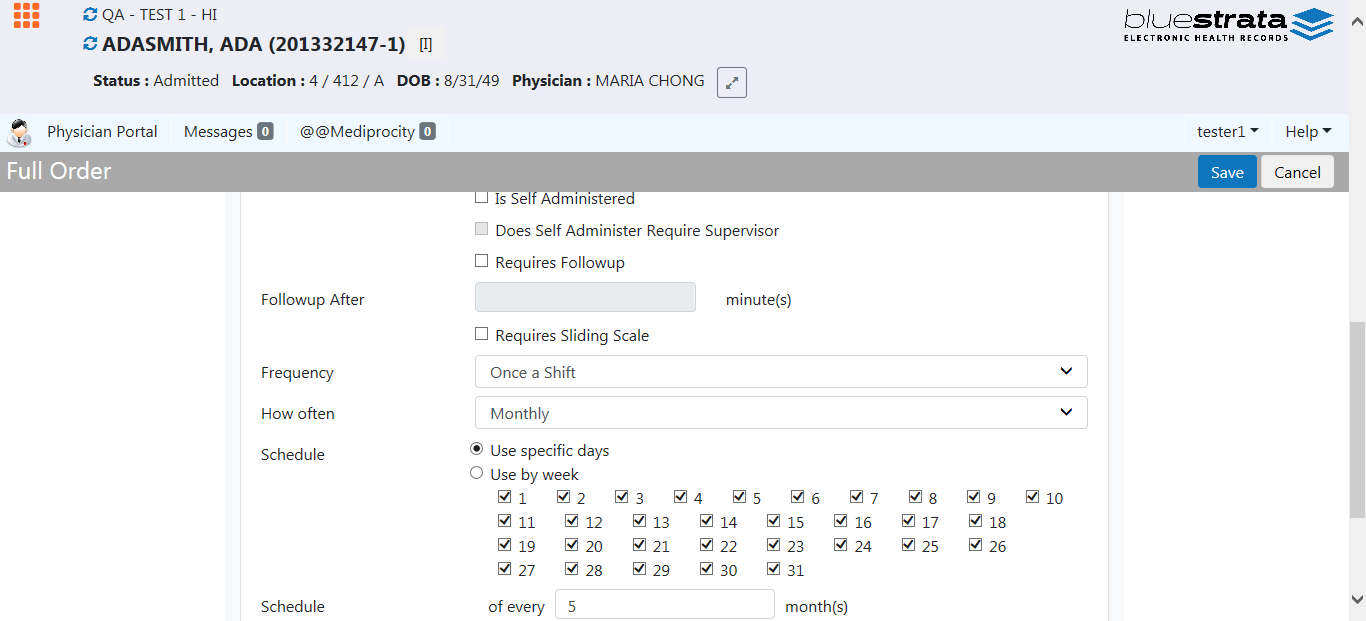 QA - TEST 1 - HI
bluestrata
ELECTRONIC HEALTH RECORDS
ADASMITH, ADA (201332147-1) [I]
Status : Admitted Location : 4 / 412 / A DOB : 8/31/49 Physician : MARIA CHONG
Physician Portal Messages 0 @@Mediprocity 0 tester1 Help
Full Order Save Cancel
Is Self Administered
Does Self Administer Require Supervisor
Requires Followup
Followup After minute(s)
Requires Sliding Scale
Frequency Once a Shift
How often Monthly
Schedule Use specific days
Use by week
1 2 3 4 5 6 7 8 9 10
11 12 13 14 15 16 17 18
19 20 21 22 23 24 25 26
27 28 29 30 31
Schedule of every 5 month(s)